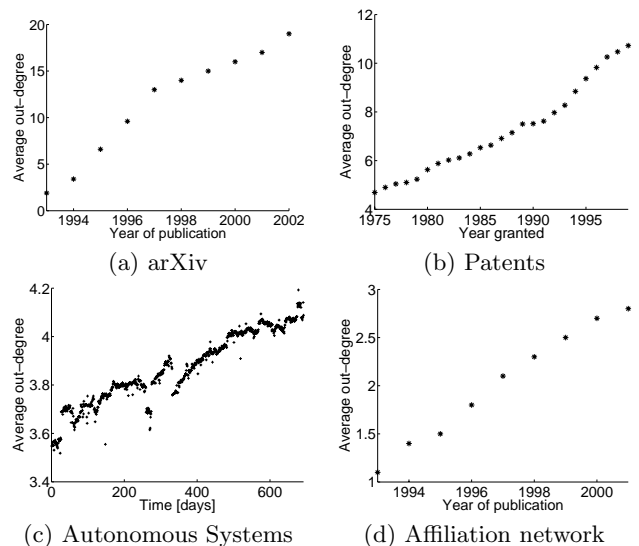 Average out–degree
20
15
10
5
0
1994 1996 1998 2000 2002
Year of publication
(a) arXiv
Average out–degree
12
10
8
6
4
1975 1980 1985 1990 1995
Year granted
(b) Patents
Average out–degree
4.2
4
3.8
3.6
3.4
0 200 400 600
Time [days]
(c) Autonomous Systems
Average out–degree
3
2.5
2
1.5
1
1994 1996 1998 2000
Year of publication
(d) Affiliation network